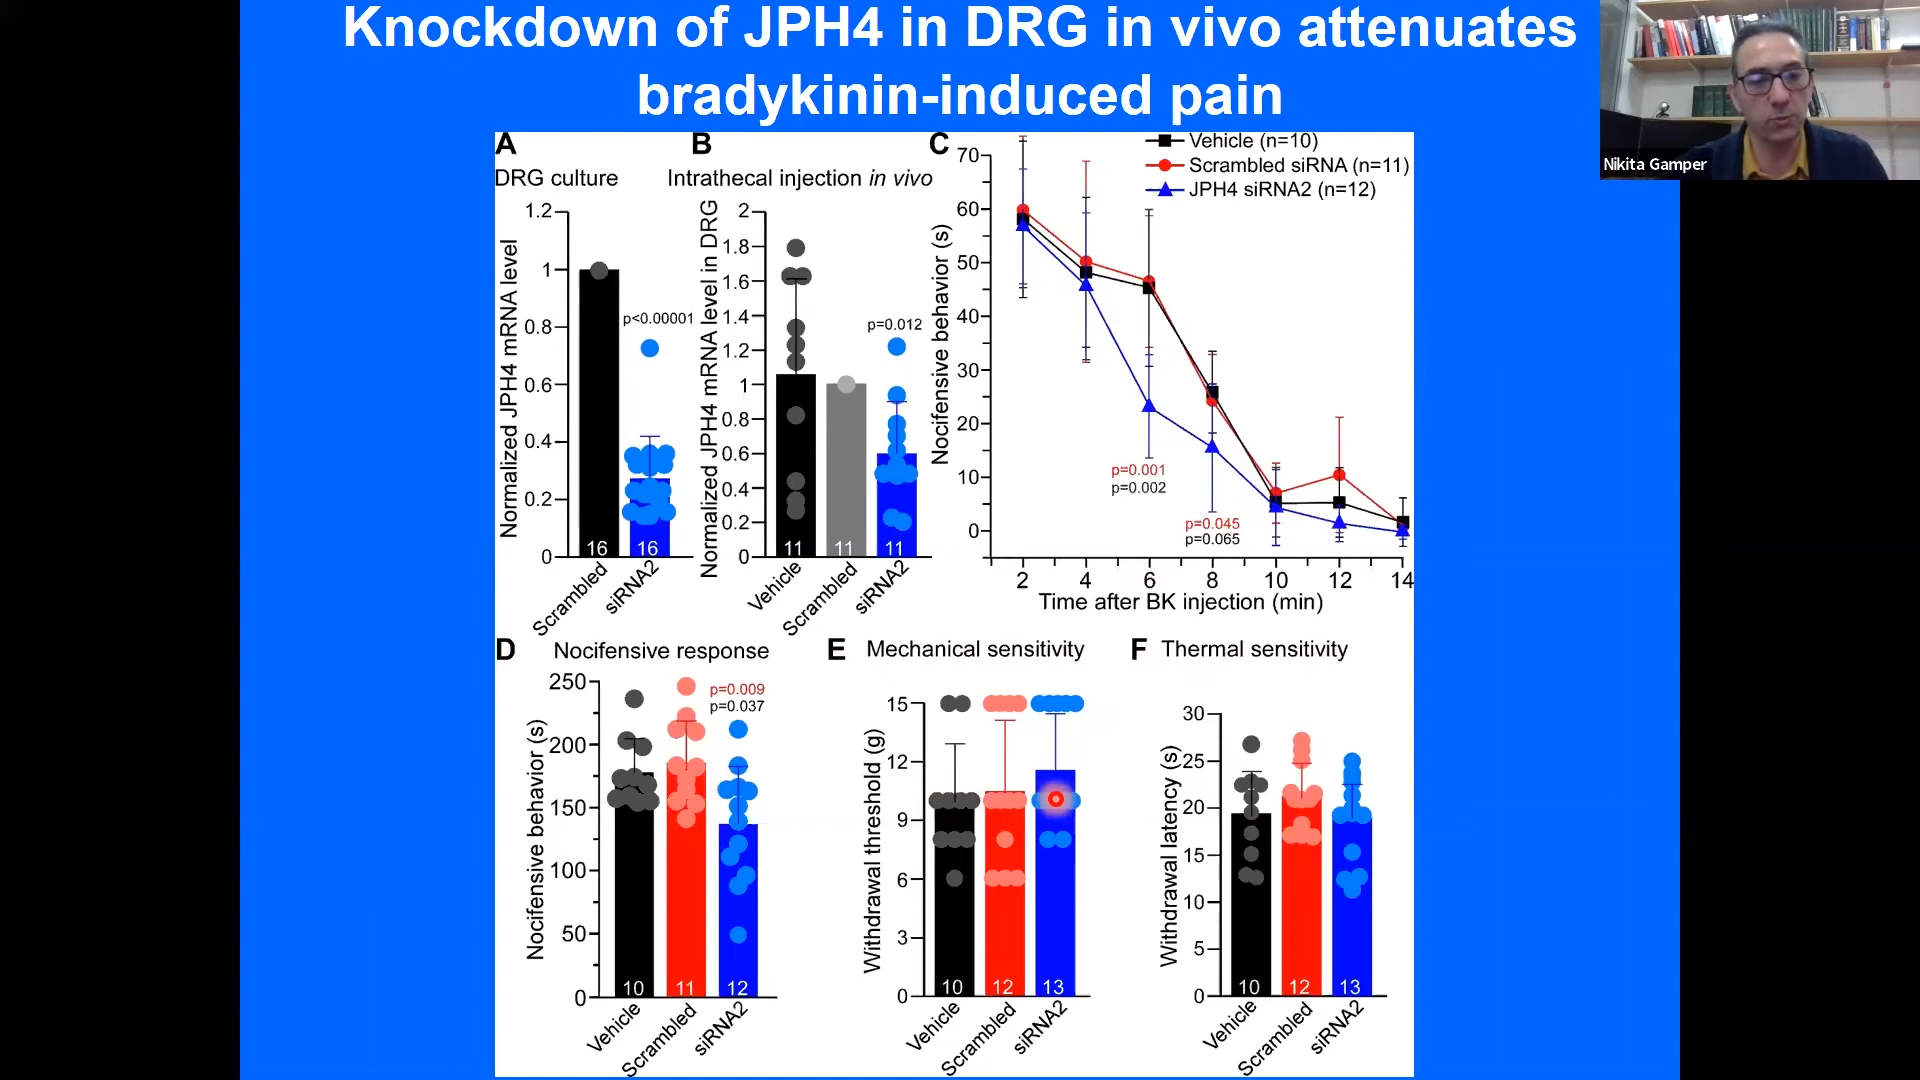 Knockdown of JPH4 in DRG in vivo attenuates
bradykinin-induced pain
Nikita Gamper
A
DRG culture
Normalized JPH4 mRNA level
1.2
1
0.8
0.6
0.4
0.2
0
p<0.00001
16
16
Scrambled
siRNA2
B
Intrathecal injection in vivo
Normalized JPH4 mRNA level in DRG
2
1.8
1.6
1.4
1.2
1
0.8
0.6
0.4
0.2
0
p=0.012
11
11
11
Vehicle
Scrambled
siRNA2
C
Vehicle (n=10)
Scrambled siRNA (n=11)
JPH4 siRNA2 (n=12)
Nocifensive behavior (s)
70
60
50
40
30
20
10
0
p=0.001
p=0.002
p=0.045
p=0.065
2
4
6
8
10
12
14
Time after BK injection (min)
D
Nocifensive response
Nocifensive behavior (s)
250
200
150
100
50
0
p=0.009
p=0.037
10
11
12
Vehicle
Scrambled
siRNA2
E
Mechanical sensitivity
Withdrawal threshold (g)
15
12
9
6
3
0
10
12
13
Vehicle
Scrambled
siRNA2
F
Thermal sensitivity
Withdrawal latency (s)
30
25
20
15
10
5
0
10
12
13
Vehicle
Scrambled
siRNA2